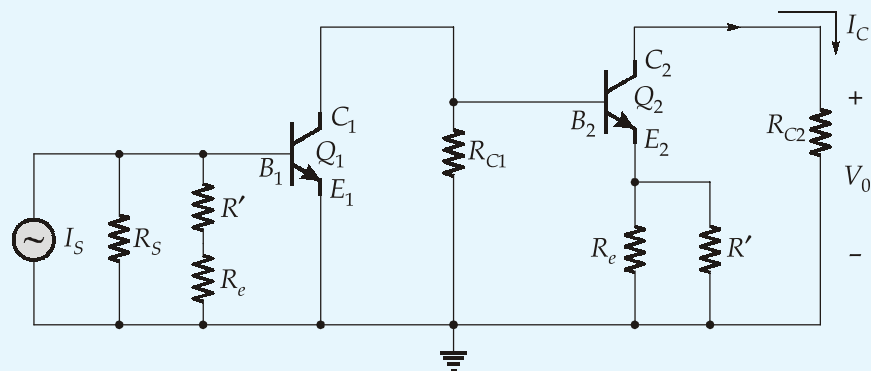 I_C
C_2
Q_2
B_2
E_2
R_C2
+
V_0
−
C_1
Q_1
B_1
E_1
R_C1
I_S
R_S
R′
R_e
R_e
R′